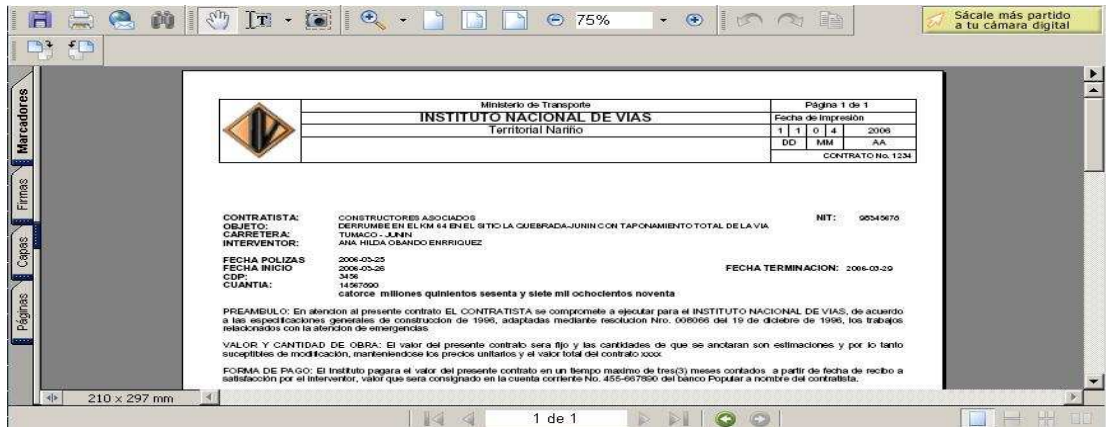 75%
Sácale más partido
a tu cámara digital
Marcadores
Firmas
Capas
Páginas
Ministerio de Transporte
INSTITUTO NACIONAL DE VIAS
Territorial Nariño
Página 1 de 1
Fecha de Impresión
1 1 0 4 2006
DD MM AA
CONTRATO No. 1234
CONTRATISTA: CONSTRUCTORES ASOCIADOS NIT: 98545678
OBJETO: DERRUMBE EN EL KM 64 EN EL SITIO LA QUEBRADA-JUNIN CON TAPONAMIENTO TOTAL DE LA VIA
CARRETERA: TUMACO - JUNIN
INTERVENTOR: ANA HILDA OBANDO ENRRIQUEZ
FECHA POLIZAS 2006-03-25
FECHA INICIO 2006-03-26 FECHA TERMINACION: 2006-03-29
CDP: 3456
CUANTIA: 14567890
catorce millones quinientos sesenta y siete mil ochocientos noventa
PREAMBULO: En atencion al presente contrato EL CONTRATISTA se compromete a ejecutar para el INSTITUTO NACIONAL DE VIAS, de acuerdo
a las especificaciones generales de construccion de 1996, adaptadas mediante resolucion Nro. 008066 del 19 de diciebre de 1996, los trabajos
relacionados con la atencion de emergencias
VALOR Y CANTIDAD DE OBRA: El valor del presente contrato sera fijo y las cantidades de que se anotaran son estimaciones y por lo tanto
suceptibles de modificación, manteniendose los precios unitarios y el valor total del contrato xxxx
FORMA DE PAGO: El Instituto pagara el valor del presente contrato en un tiempo maximo de tres(3) meses contados a partir de fecha de recibo a
satisfacción por el interventor, valor que sera consignado en la cuenta corriente No. 455-667890 del banco Popular a nombre del contratista.
210 x 297 mm
1 de 1